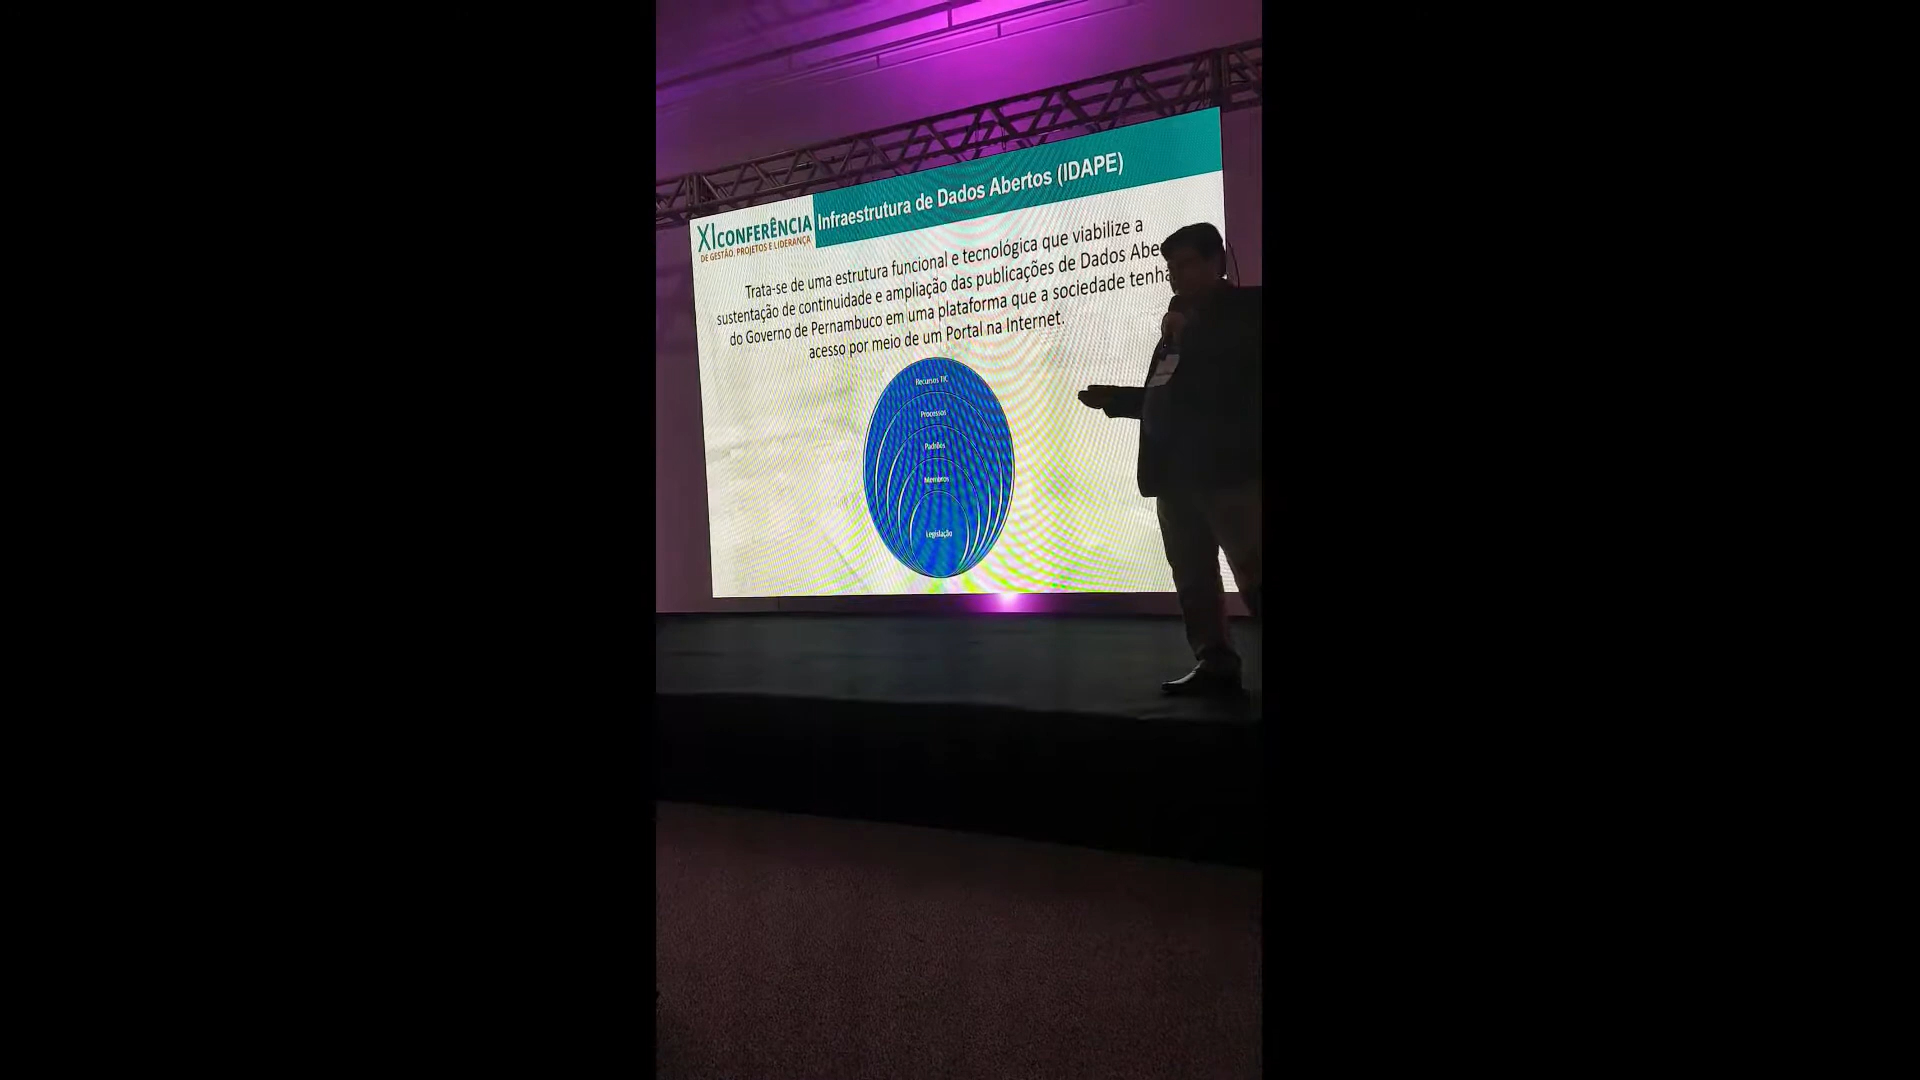 Infraestrutura de Dados Abertos (IDAPE)
XI CONFERÊNCIA
DE GESTÃO, PROJETOS E LIDERANÇA
Trata-se de uma estrutura funcional e tecnológica que viabilize a
sustentação de continuidade e ampliação das publicações de Dados
do Governo de Pernambuco em uma plataforma que a sociedade tenha
acesso por meio de um Portal na Internet.
Recursos TIC
Processos
Padrões
Membros
Legislação